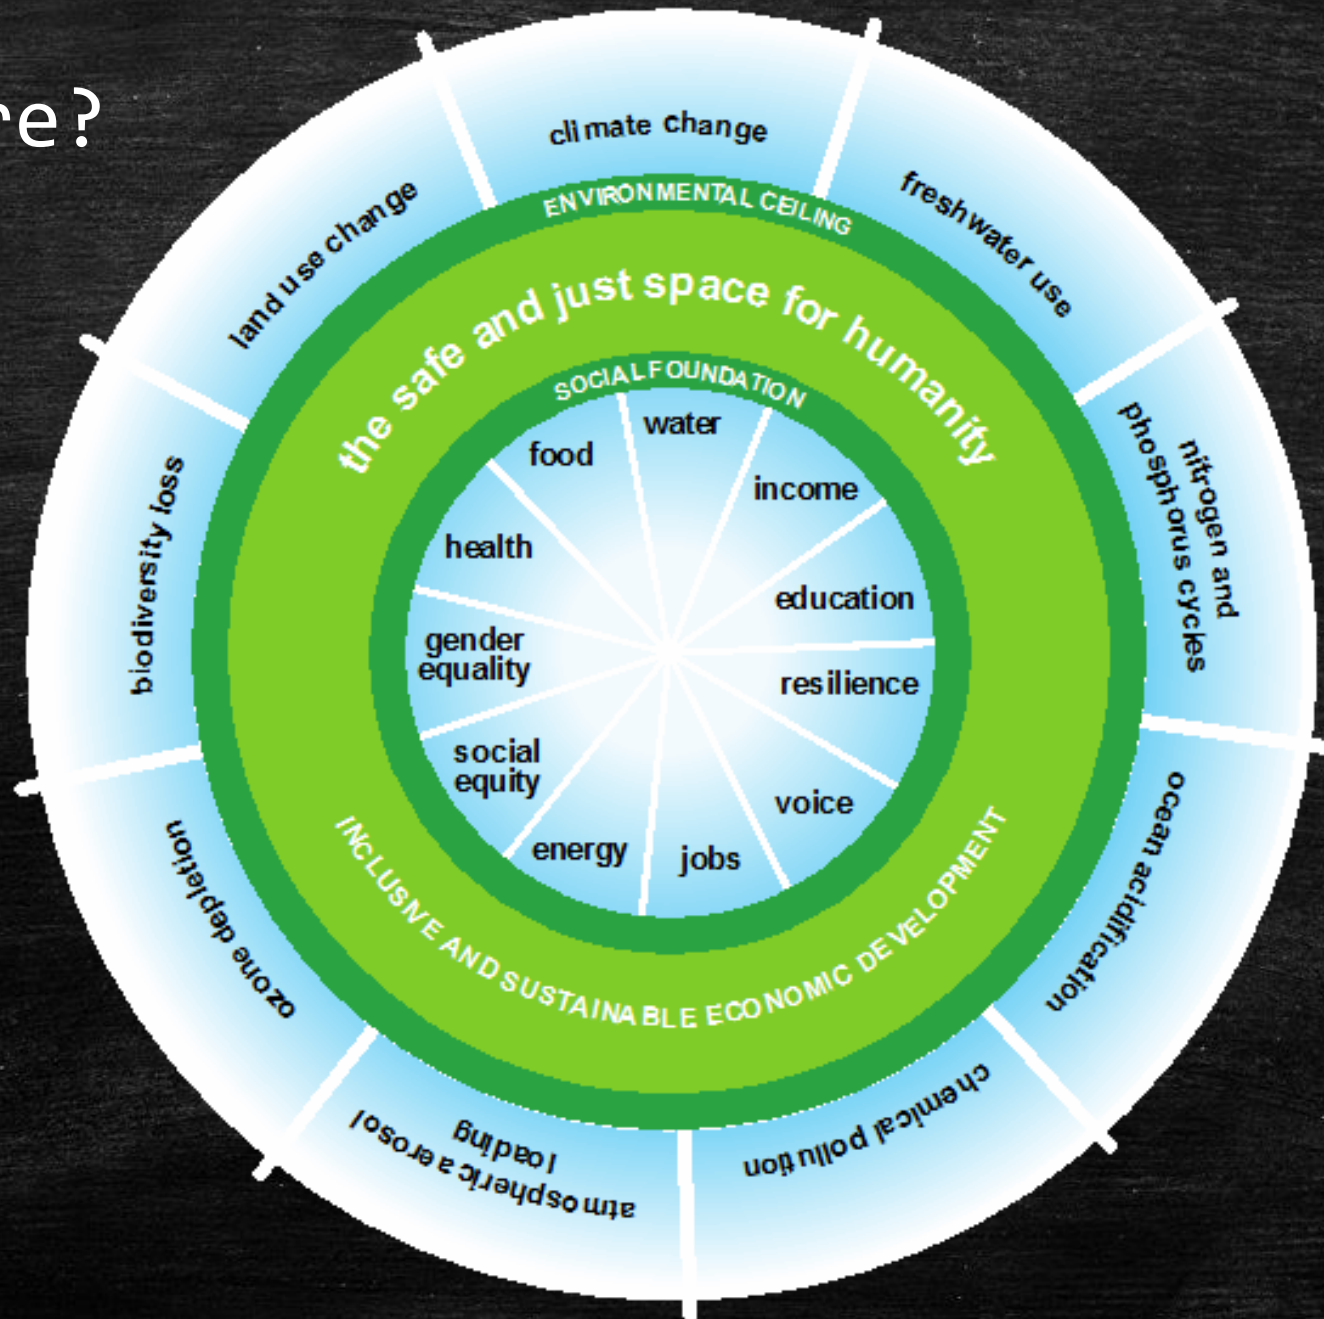 re?
climate change
freshwater use
nitrogen and
phosphorus cycles
ocean acidification
chemical pollution
atmospheric aerosol
loading
ozone depletion
biodiversity loss
land use change
ENVIRONMENTAL CEILING
the safe and just space for humanity
SOCIAL FOUNDATION
water
income
education
resilience
voice
jobs
energy
social
equity
gender
equality
health
food
INCLUSIVE AND SUSTAINABLE ECONOMIC DEVELOPMENT